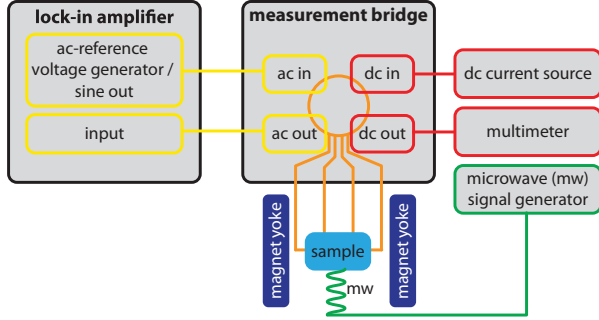 lock-in amplifier
ac-reference
voltage generator /
sine out
input
measurement bridge
ac in
dc in
ac out
dc out
dc current source
multimeter
microwave (mw)
signal generator
magnet yoke
sample
magnet yoke
mw